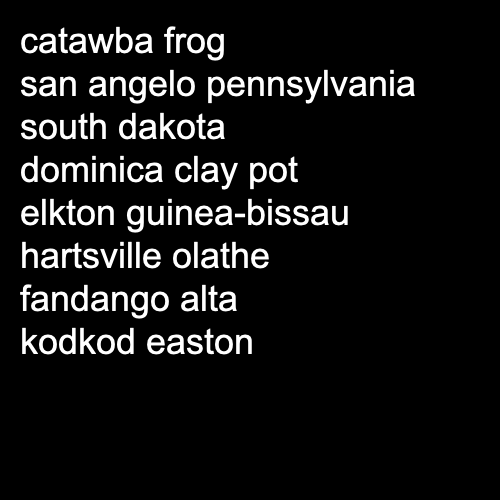 catawba frog
san angelo pennsylvania
south dakota
dominica clay pot
elkton guinea-bissau
hartsville olathe
fandango alta
kodkod easton